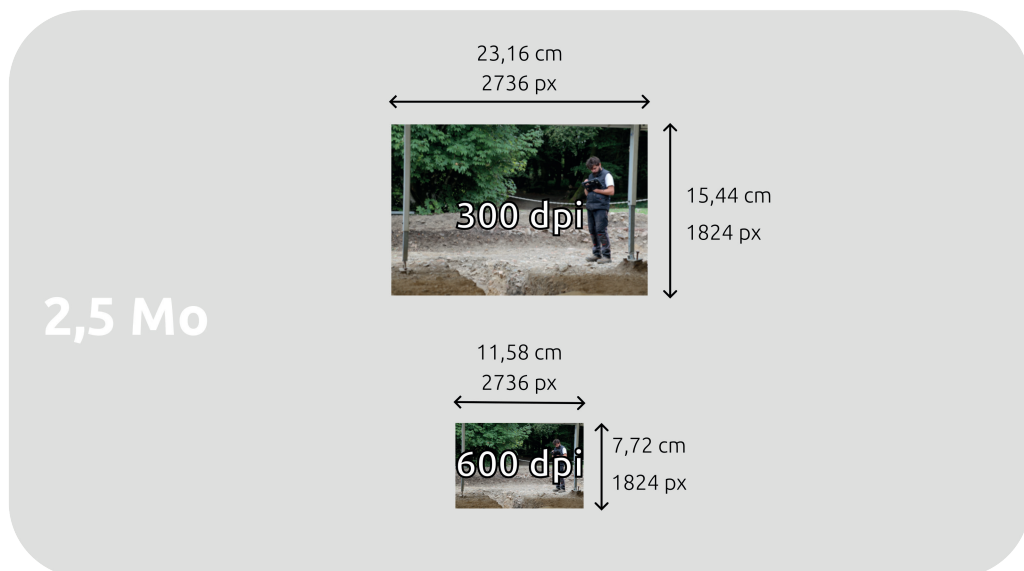 23,16 cm
2736 px
300 dpi
15,44 cm
1824 px
2,5 Mo
11,58 cm
2736 px
600 dpi
7,72 cm
1824 px